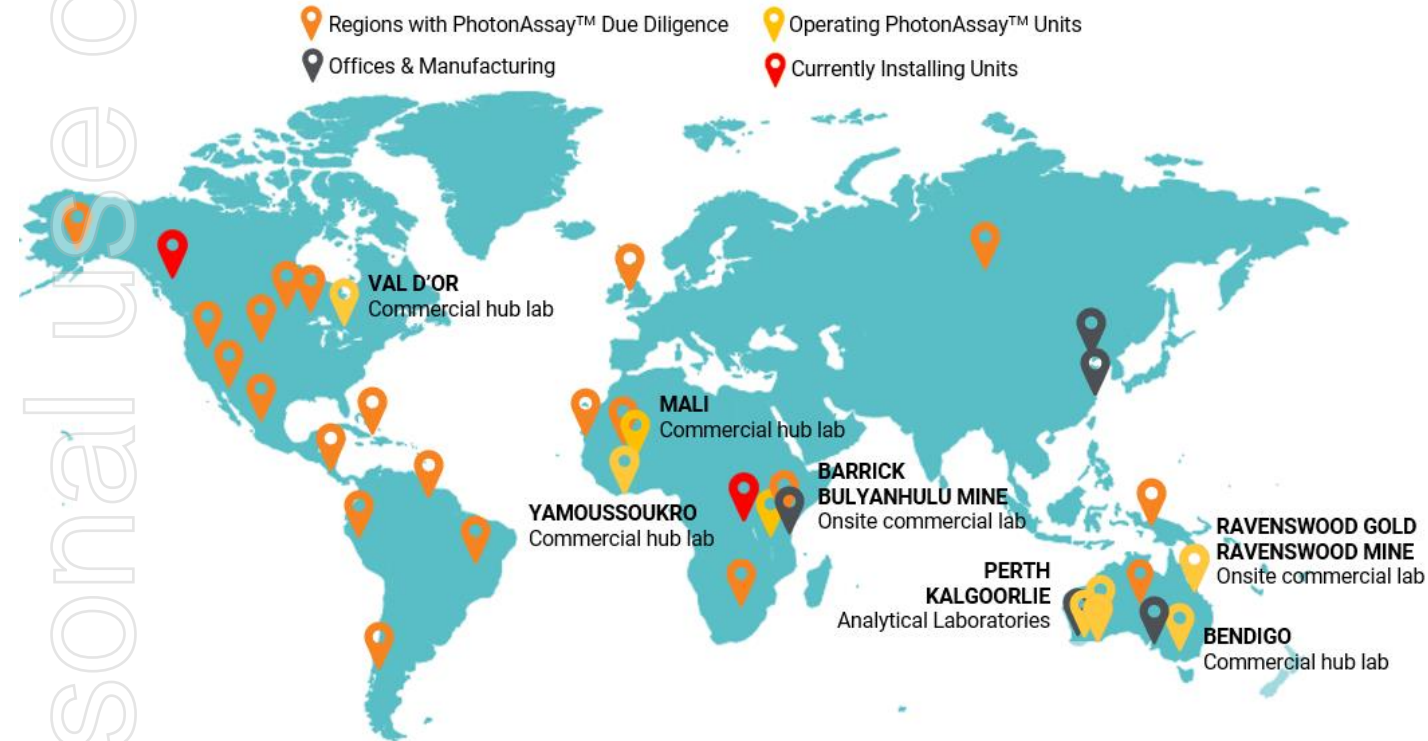 Regions with PhotonAssay™ Due Diligence
Operating PhotonAssay™ Units
Offices & Manufacturing
Currently Installing Units
VAL D'OR
Commercial hub lab
MALI
Commercial hub lab
BARRICK
BULYANHULU MINE
Onsite commercial lab
YAMOUSSOUKRO
Commercial hub lab
RAVENSWOOD GOLD
RAVENSWOOD MINE
Onsite commercial lab
PERTH
KALGOORLIE
Analytical Laboratories
BENDIGO
Commercial hub lab
sonal use o